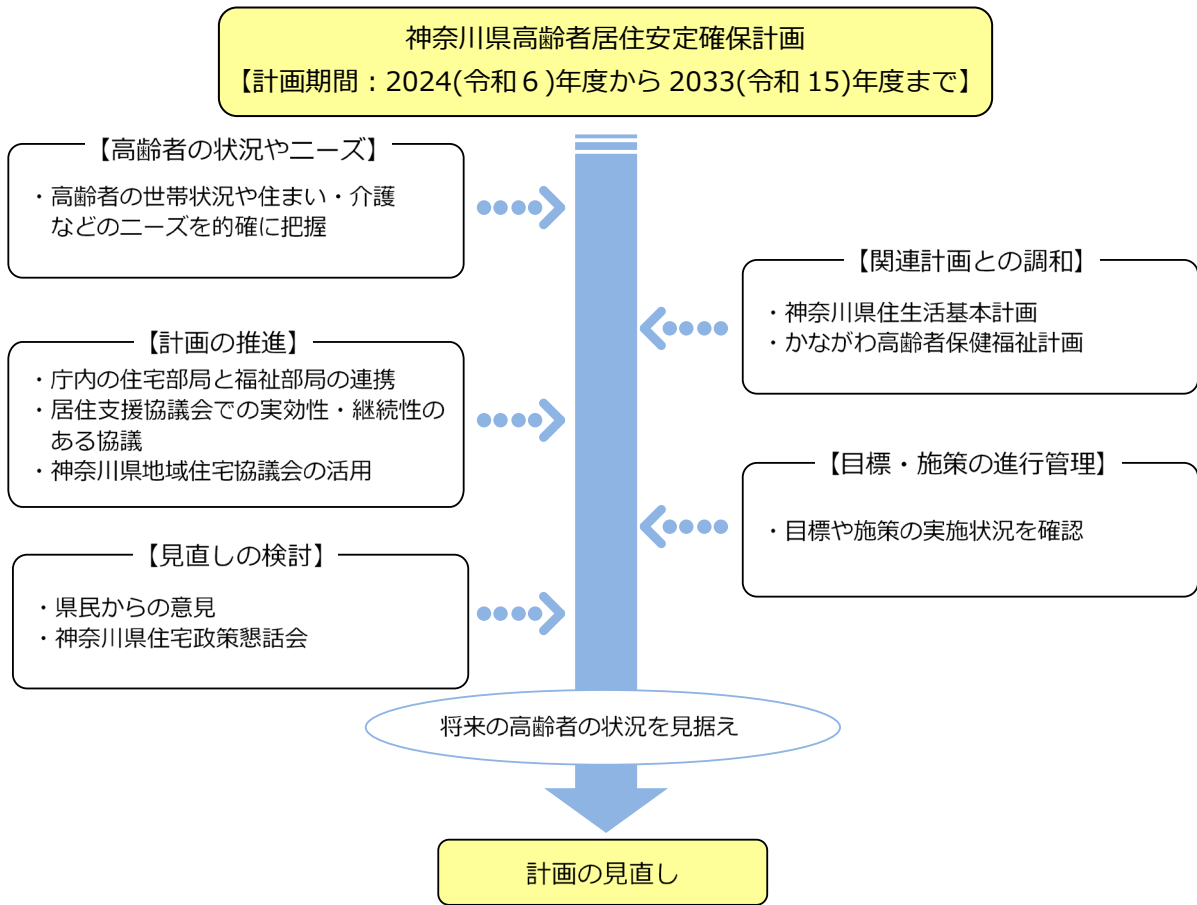 神奈川県高齢者居住安定確保計画
【計画期間：2024(令和６)年度から 2033(令和 15)年度まで】
【高齢者の状況やニーズ】
・高齢者の世帯状況や住まい・介護
などのニーズを的確に把握
【関連計画との調和】
・神奈川県住生活基本計画
・かながわ高齢者保健福祉計画
【計画の推進】
・庁内の住宅部局と福祉部局の連携
・居住支援協議会での実効性・継続性の
ある協議
・神奈川県地域住宅協議会の活用
【目標・施策の進行管理】
・目標や施策の実施状況を確認
【見直しの検討】
・県民からの意見
・神奈川県住宅政策懇話会
将来の高齢者の状況を見据え
計画の見直し